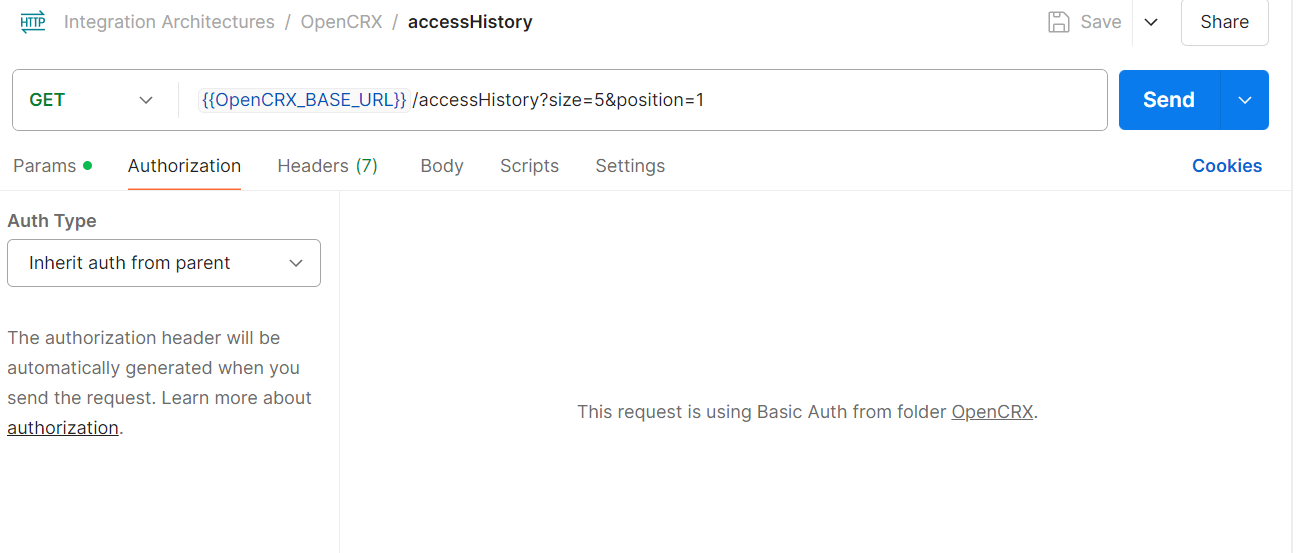 HTTP Integration Architectures / OpenCRX / accessHistory Save Share
GET {{OpenCRX_BASE_URL}} /accessHistory?size=5&position=1 Send
Params Authorization Headers (7) Body Scripts Settings Cookies
Auth Type
Inherit auth from parent
The authorization header will be
automatically generated when you
send the request. Learn more about
authorization.
This request is using Basic Auth from folder OpenCRX.